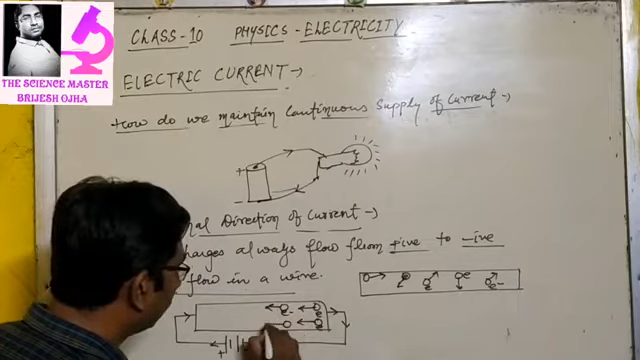 CLASS-10 PHYSICS - ELECTRICITY
THE SCIENCE MASTER
BRIJESH OJHA
ELECTRIC CURRENT→
How do we maintain Continuous Supply of Current -)
+
-
nal Direction of Current -)
harges always flow from +ive to -ive
flow in a wire.
e e e e-
e- e
e
+